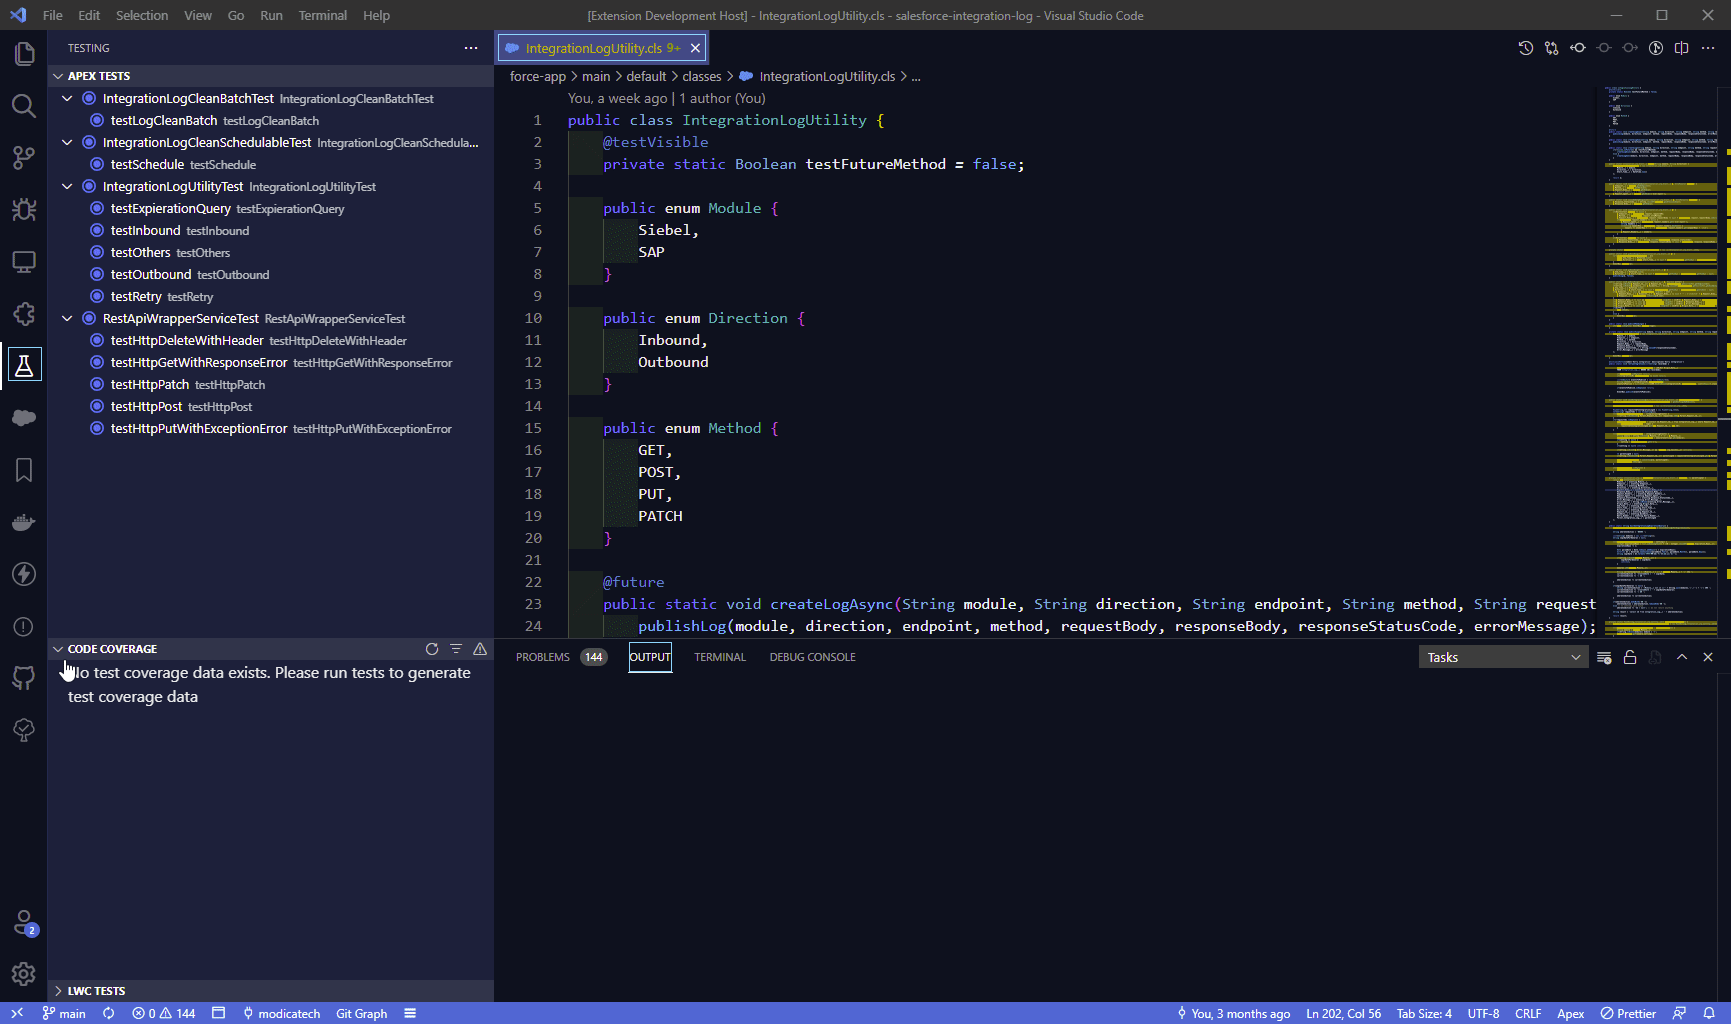 File Edit Selection View Go Run Terminal Help
[Extension Development Host] - IntegrationLogUtility.cls - salesforce-integration-log - Visual Studio Code
TESTING
APEX TESTS
IntegrationLogCleanBatchTest IntegrationLogCleanBatchTest
testLogCleanBatch testLogCleanBatch
IntegrationLogCleanSchedulableTest IntegrationLogCleanSchedula...
testSchedule testSchedule
IntegrationLogUtilityTest IntegrationLogUtilityTest
testExpierationQuery testExpierationQuery
testInbound testInbound
testOthers testOthers
testOutbound testOutbound
testRetry testRetry
RestApiWrapperServiceTest RestApiWrapperServiceTest
testHttpDeleteWithHeader testHttpDeleteWithHeader
testHttpGetWithResponseError testHttpGetWithResponseError
testHttpPatch testHttpPatch
testHttpPost testHttpPost
testHttpPutWithExceptionError testHttpPutWithExceptionError
CODE COVERAGE
No test coverage data exists. Please run tests to generate
test coverage data
LWC TESTS
IntegrationLogUtility.cls 9+
force-app > main > default > classes > IntegrationLogUtility.cls > ...
You, a week ago | 1 author (You)
1 public class IntegrationLogUtility {
2 @testVisible
3 private static Boolean testFutureMethod = false;
4
5 public enum Module {
6 Siebel,
7 SAP
8 }
9
10 public enum Direction {
11 Inbound,
12 Outbound
13 }
14
15 public enum Method {
16 GET,
17 POST,
18 PUT,
19 PATCH
20 }
21
22 @future
23 public static void createLogAsync(String module, String direction, String endpoint, String method, String request
24 publishLog(module, direction, endpoint, method, requestBody, responseBody, responseStatusCode, errorMessage);
PROBLEMS 144 OUTPUT TERMINAL DEBUG CONSOLE
Tasks
2
main 0 144 modicatech Git Graph
You, 3 months ago Ln 202, Col 56 Tab Size: 4 UTF-8 CRLF Apex Prettier